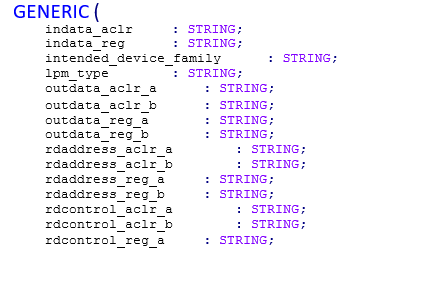 GENERIC (
indata_aclr : STRING;
indata_reg : STRING;
intended_device_family : STRING;
lpm_type : STRING;
outdata_aclr_a : STRING;
outdata_aclr_b : STRING;
outdata_reg_a : STRING;
outdata_reg_b : STRING;
rdaddress_aclr_a : STRING;
rdaddress_aclr_b : STRING;
rdaddress_reg_a : STRING;
rdaddress_reg_b : STRING;
rdcontrol_aclr_a : STRING;
rdcontrol_aclr_b : STRING;
rdcontrol_reg_a : STRING;